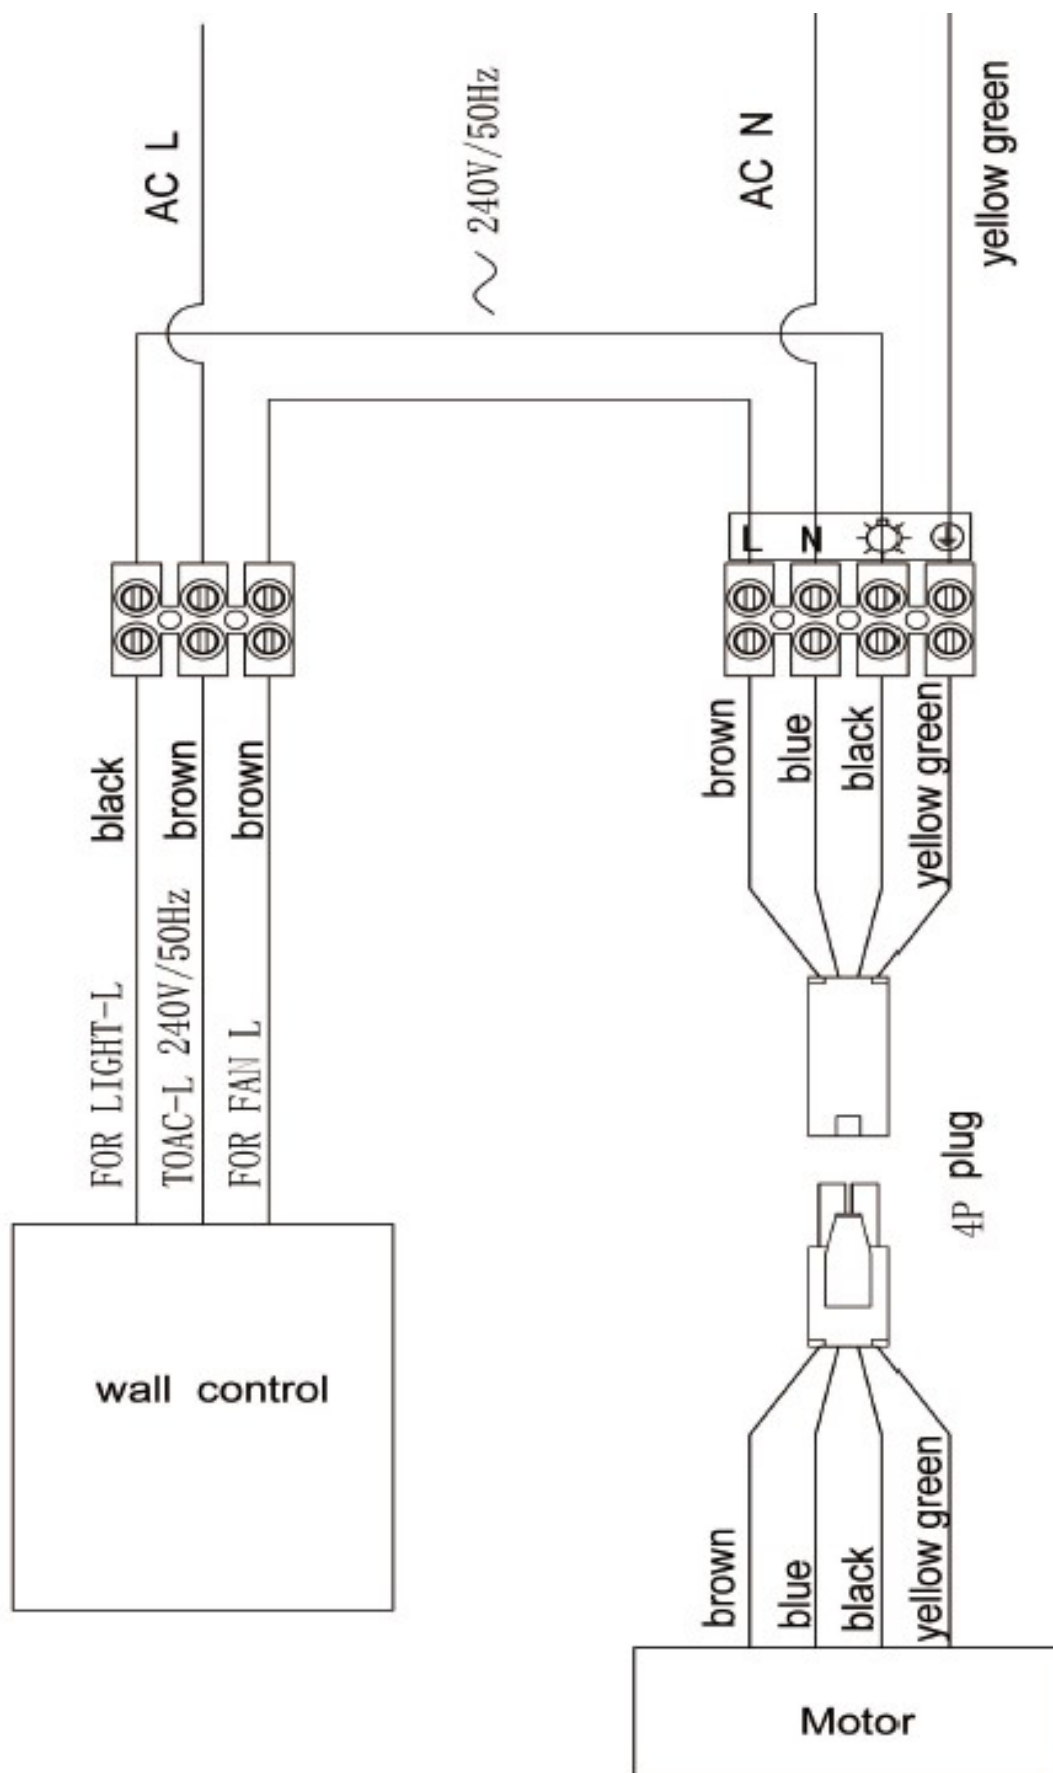 AC L
～ 240V/50Hz
AC N
yellow green
L N
black
brown
brown
brown
blue
black
yellow green
FOR LIGHT-L
TOAC-L 240V/50Hz
FOR FAN L
4P plug
wall control
brown
blue
black
yellow green
Motor